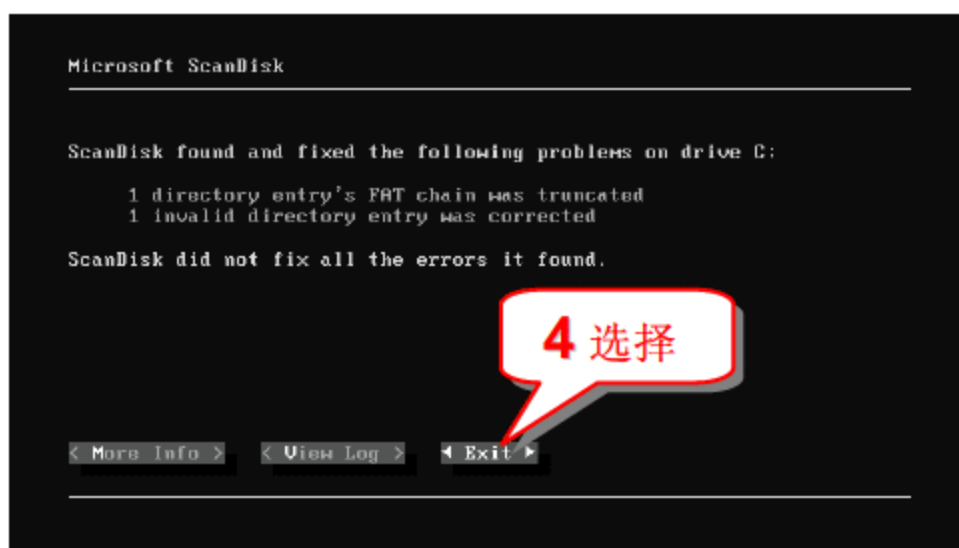 Microsoft ScanDisk
ScanDisk found and fixed the following problems on drive C:
1 directory entry's FAT chain was truncated
1 invalid directory entry was corrected
ScanDisk did not fix all the errors it found.
4 选择
< More Info > < View Log > ◄ Exit ►